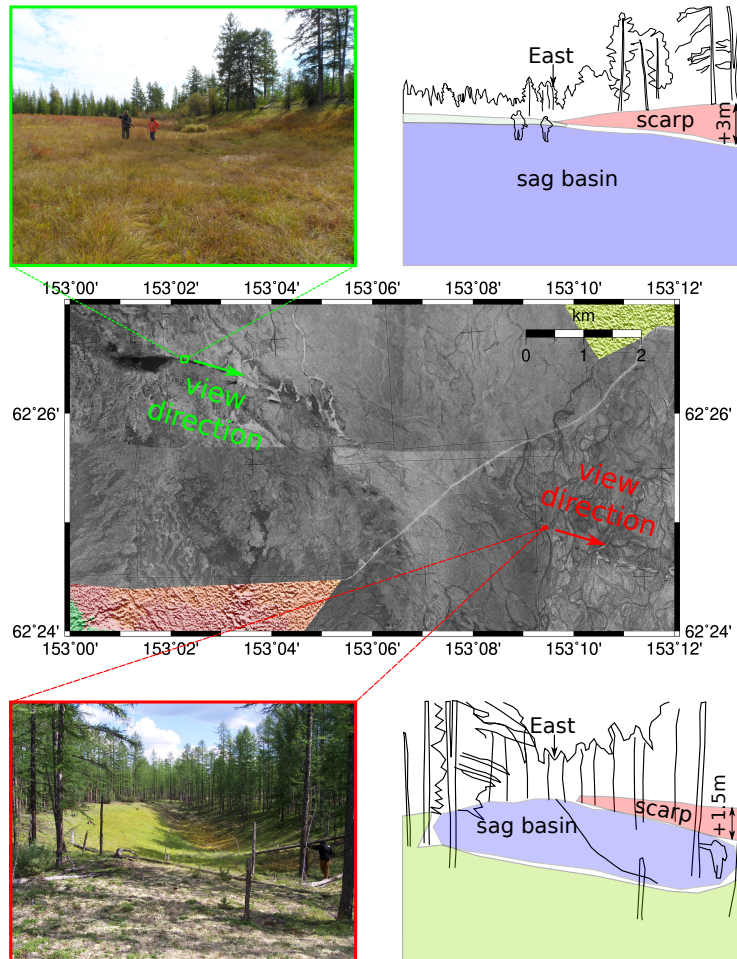 East
scarp
+3m
sag basin
153˚00' 153˚02' 153˚04' 153˚06' 153˚08' 153˚10' 153˚12'
km
0 1 2
62˚26' 62˚26'
view
direction
view
direction
62˚24' 62˚24'
153˚00' 153˚02' 153˚04' 153˚06' 153˚08' 153˚10' 153˚12'
East
scarp
+1.5m
sag basin